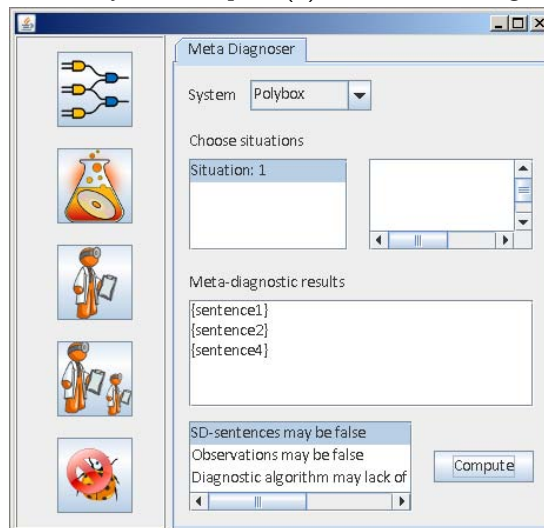 Meta Diagnoser
System Polybox
Choose situations
Situation: 1
Meta-diagnostic results
{sentence1}
{sentence2}
{sentence4}
SD-sentences may be false
Observations may be false
Diagnostic algorithm may lack of
Compute